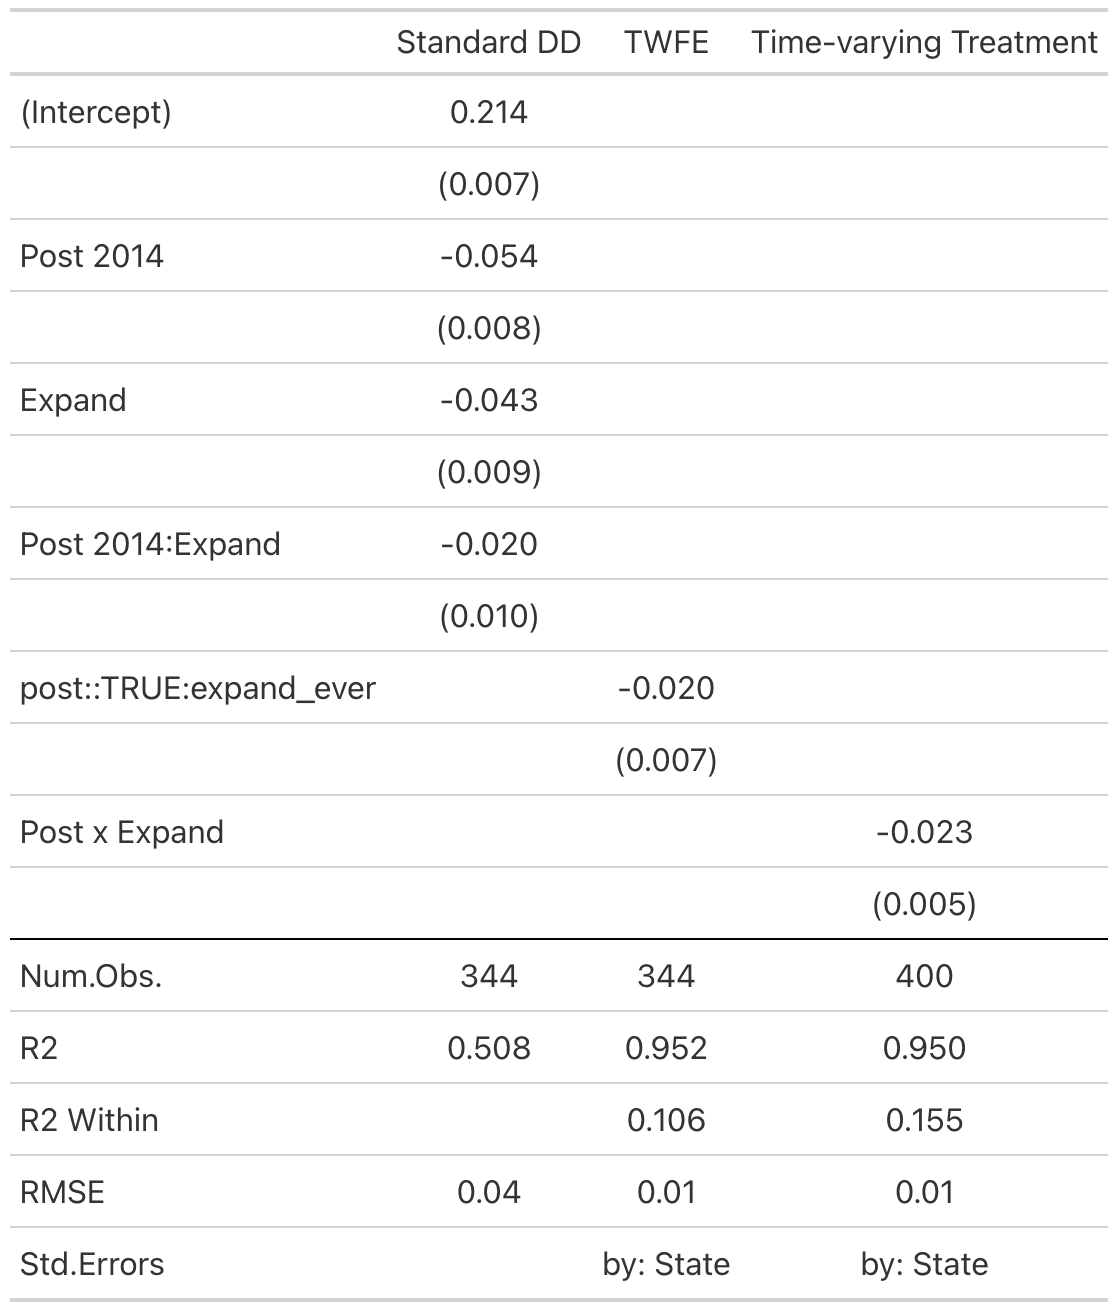 Standard DD TWFE Time-varying Treatment
(Intercept) 0.214
(0.007)
Post 2014 -0.054
(0.008)
Expand -0.043
(0.009)
Post 2014:Expand -0.020
(0.010)
post::TRUE:expand_ever -0.020
(0.007)
Post x Expand -0.023
(0.005)
Num.Obs. 344 344 400
R2 0.508 0.952 0.950
R2 Within 0.106 0.155
RMSE 0.04 0.01 0.01
Std.Errors by: State by: State